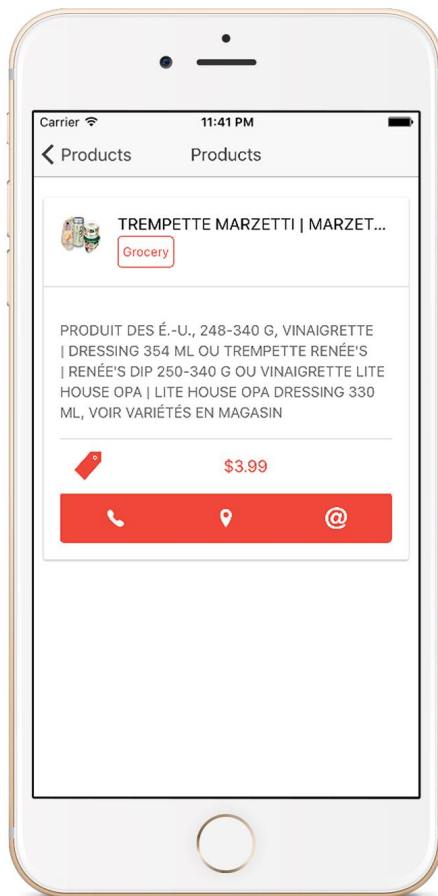 Carrier 11:41 PM
Products Products
TREMPETTE MARZETTI | MARZET...
Grocery
PRODUIT DES É.-U., 248-340 G, VINAIGRETTE
| DRESSING 354 ML OU TREMPETTE RENÉE'S
| RENÉE'S DIP 250-340 G OU VINAIGRETTE LITE
HOUSE OPA | LITE HOUSE OPA DRESSING 330
ML, VOIR VARIÉTÉS EN MAGASIN
$3.99
@